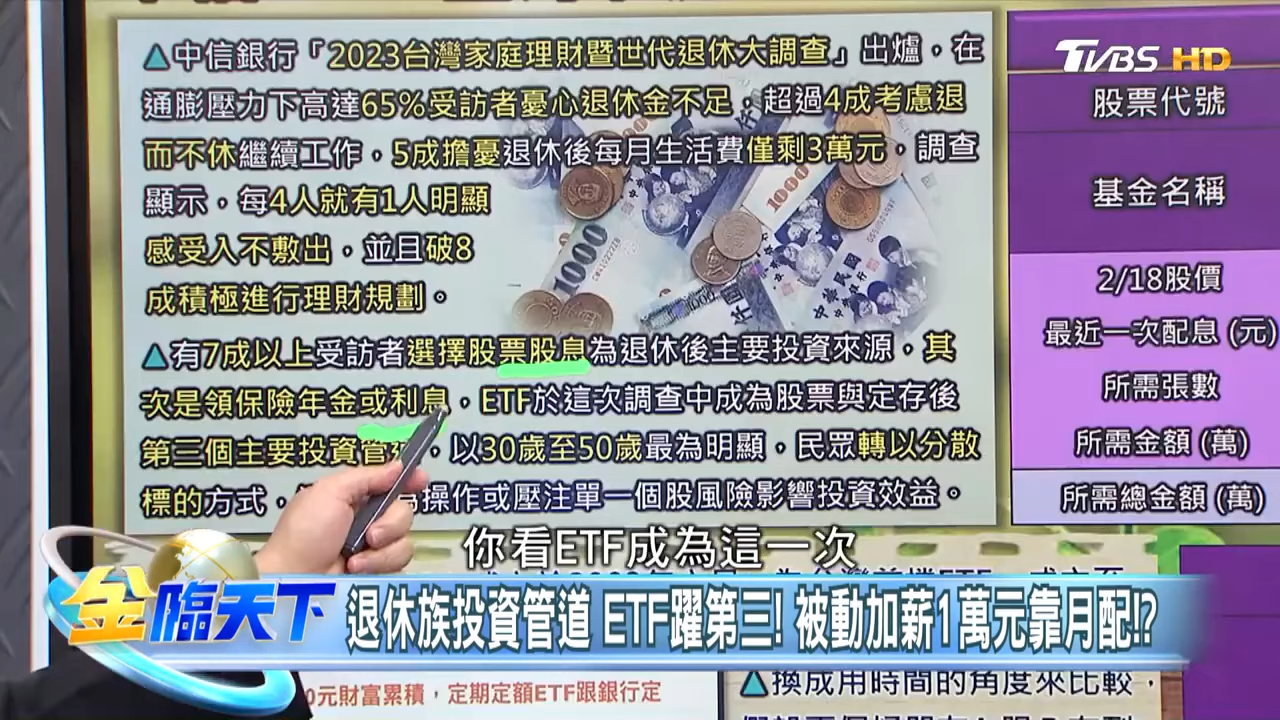 TVBS HD
▲中信銀行「2023台灣家庭理財暨世代退休大調查」出爐，在
通膨壓力下高達65%受訪者憂心退休金不足，超過4成考慮退
而不休繼續工作，5成擔憂退休後每月生活費僅剩3萬元，調查
顯示，每4人就有1人明顯
感受入不敷出，並且破8
成積極進行理財規劃。
▲有7成以上受訪者選擇股票股息為退休後主要投資來源，其
次是領保險年金或利息，ETF於這次調查中成為股票與定存後
第三個主要投資管，以30歲至50歲最為明顯，民眾轉以分散
標的方式，操作或壓注單一個股風險影響投資效益。
股票代號
基金名稱
2/18股價
最近一次配息 (元)
所需張數
所需金額 (萬)
所需總金額 (萬)
你看ETF成為這一次
金臨天下
退休族投資管道 ETF躍第三! 被動加薪1萬元靠月配!?
0元財富累積，定期定額ETF跟銀行定
▲換成用時間的角度來比較，